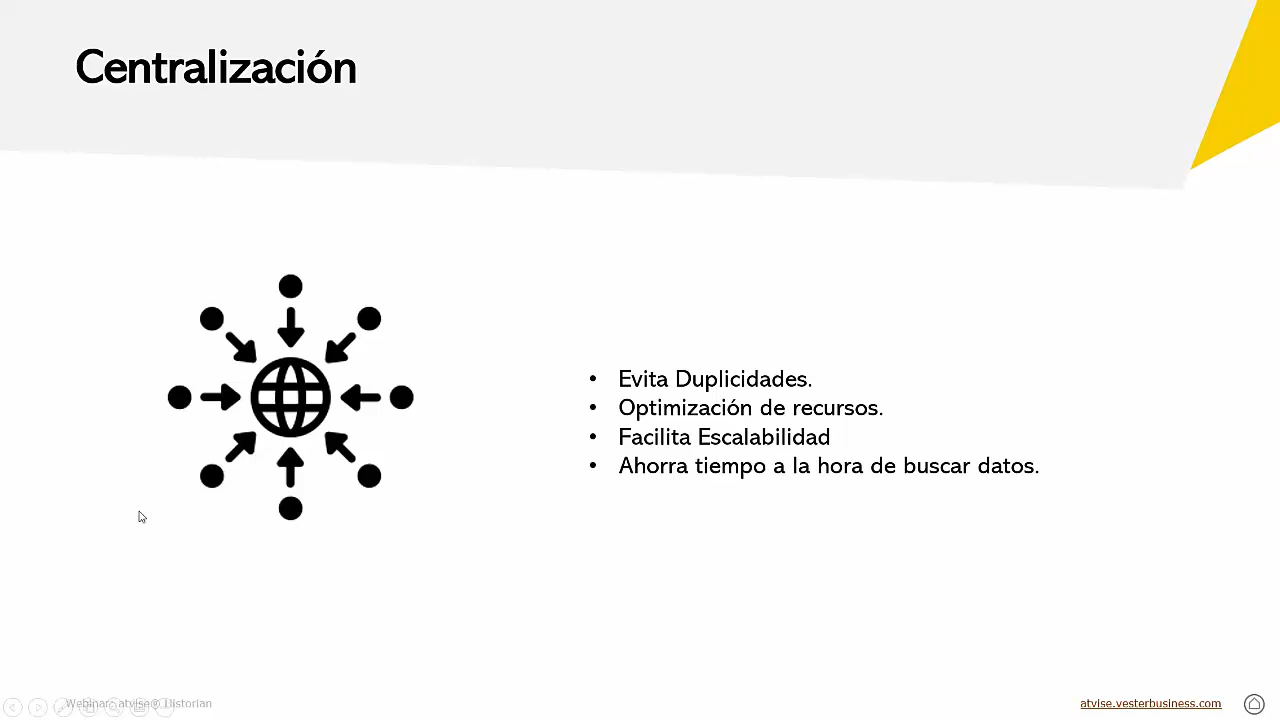 Centralización
• Evita Duplicidades.
• Optimización de recursos.
• Facilita Escalabilidad
• Ahorra tiempo a la hora de buscar datos.
Webinar: atvise® Historian
atvise.vesterbusiness.com